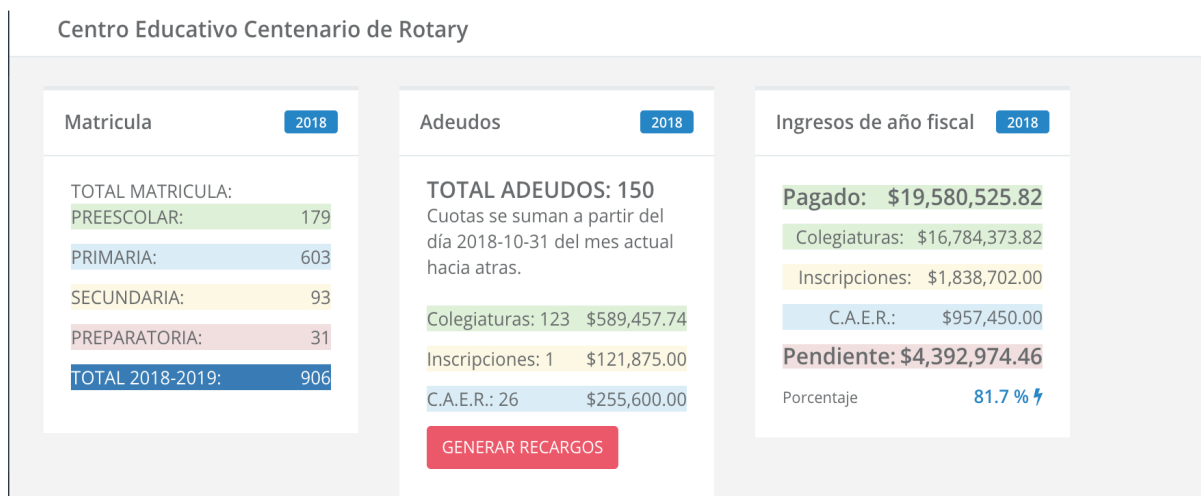 Centro Educativo Centenario de Rotary
Matricula 2018
TOTAL MATRICULA:
PREESCOLAR: 179
PRIMARIA: 603
SECUNDARIA: 93
PREPARATORIA: 31
TOTAL 2018-2019: 906
Adeudos 2018
TOTAL ADEUDOS: 150
Cuotas se suman a partir del
día 2018-10-31 del mes actual
hacia atras.
Colegiaturas: 123 $589,457.74
Inscripciones: 1 $121,875.00
C.A.E.R.: 26 $255,600.00
GENERAR RECARGOS
Ingresos de año fiscal 2018
Pagado: $19,580,525.82
Colegiaturas: $16,784,373.82
Inscripciones: $1,838,702.00
C.A.E.R.: $957,450.00
Pendiente: $4,392,974.46
Porcentaje 81.7 %